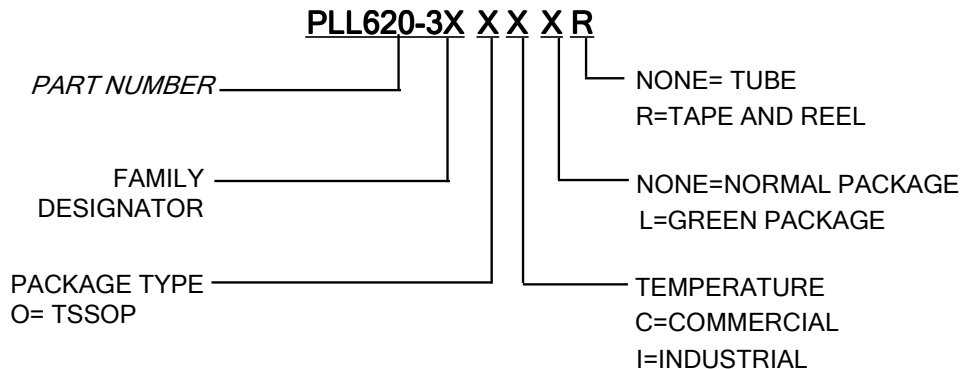 PLL620-3X X X X R
PART NUMBER
NONE= TUBE
R=TAPE AND REEL
FAMILY
DESIGNATOR
NONE=NORMAL PACKAGE
L=GREEN PACKAGE
PACKAGE TYPE
O= TSSOP
TEMPERATURE
C=COMMERCIAL
I=INDUSTRIAL